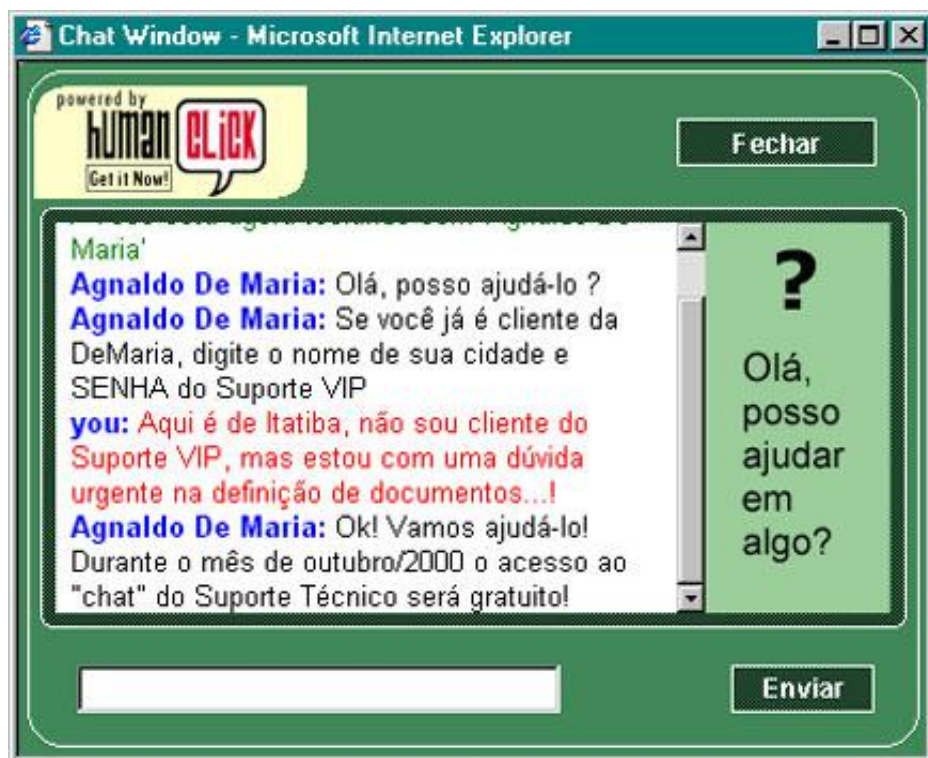 Chat Window - Microsoft Internet Explorer
powered by
human CLiCK
Get it Now!
Fechar
Maria'
Agnaldo De Maria: Olá, posso ajudá-lo ?
Agnaldo De Maria: Se você já é cliente da
DeMaria, digite o nome de sua cidade e
SENHA do Suporte VIP
you: Aqui é de Itatiba, não sou cliente do
Suporte VIP, mas estou com uma dúvida
urgente na definição de documentos...!
Agnaldo De Maria: Ok! Vamos ajudá-lo!
Durante o mês de outubro/2000 o acesso ao
"chat" do Suporte Técnico será gratuito!
?
Olá,
posso
ajudar
em
algo?
Enviar